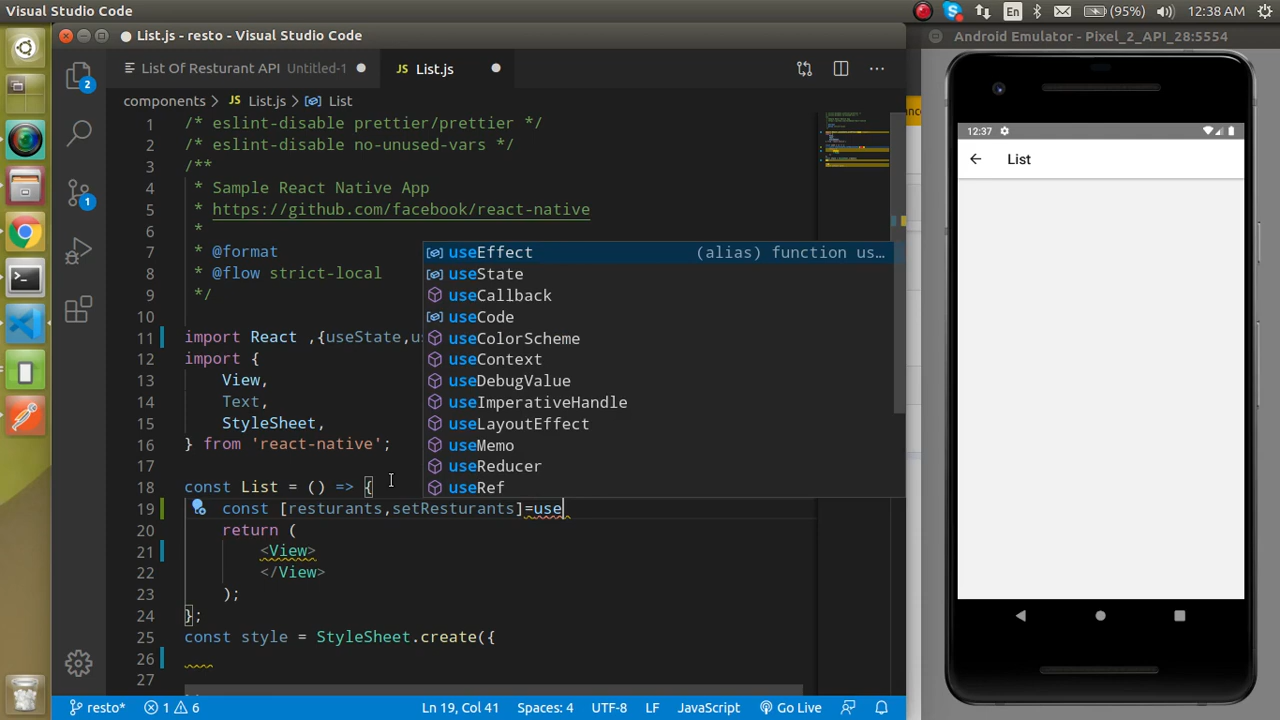 Visual Studio Code
En
(95%)
12:38 AM
List.js - resto - Visual Studio Code
Android Emulator - Pixel_2_API_28:5554
List Of Resturant API Untitled-1
JS List.js
components > JS List.js > List
2
1
1 /* eslint-disable prettier/prettier */
2 /* eslint-disable no-unused-vars */
3 /**
4 * Sample React Native App
5 * https://github.com/facebook/react-native
6 *
7 * @format
8 * @flow strict-local
9 */
10
11 import React ,{useState,us
12 import {
13 View,
14 Text,
15 StyleSheet,
16 } from 'react-native';
17
18 const List = () => {
19 const [resturants,setResturants]=use
20 return (
21 <View>
22 </View>
23 );
24 };
25 const style = StyleSheet.create({
26
27
useEffect (alias) function us…
useState
useCallback
useCode
useColorScheme
useContext
useDebugValue
useImperativeHandle
useLayoutEffect
useMemo
useReducer
useRef
12:37
List
resto* 1 6
Ln 19, Col 41
Spaces: 4
UTF-8
LF
JavaScript
Go Live